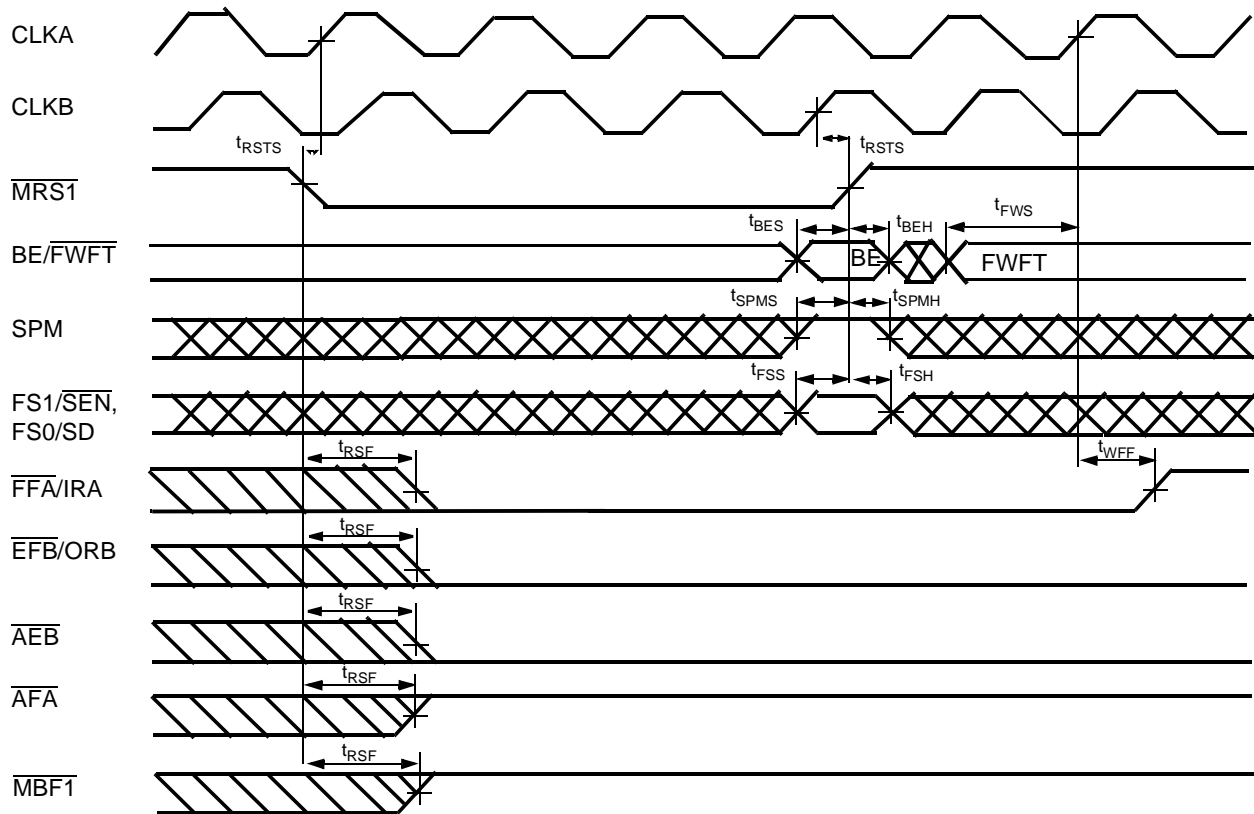 CLKA
CLKB
tRSTS
tRSTS
MRS1
tBES
tBEH
tFWS
BE/FWFT
BE
FWFT
tSPMS
tSPMH
SPM
tFSS
tFSH
FS1/SEN,
FS0/SD
tRSF
tWFF
FFA/IRA
tRSF
EFB/ORB
tRSF
AEB
tRSF
AFA
tRSF
MBF1